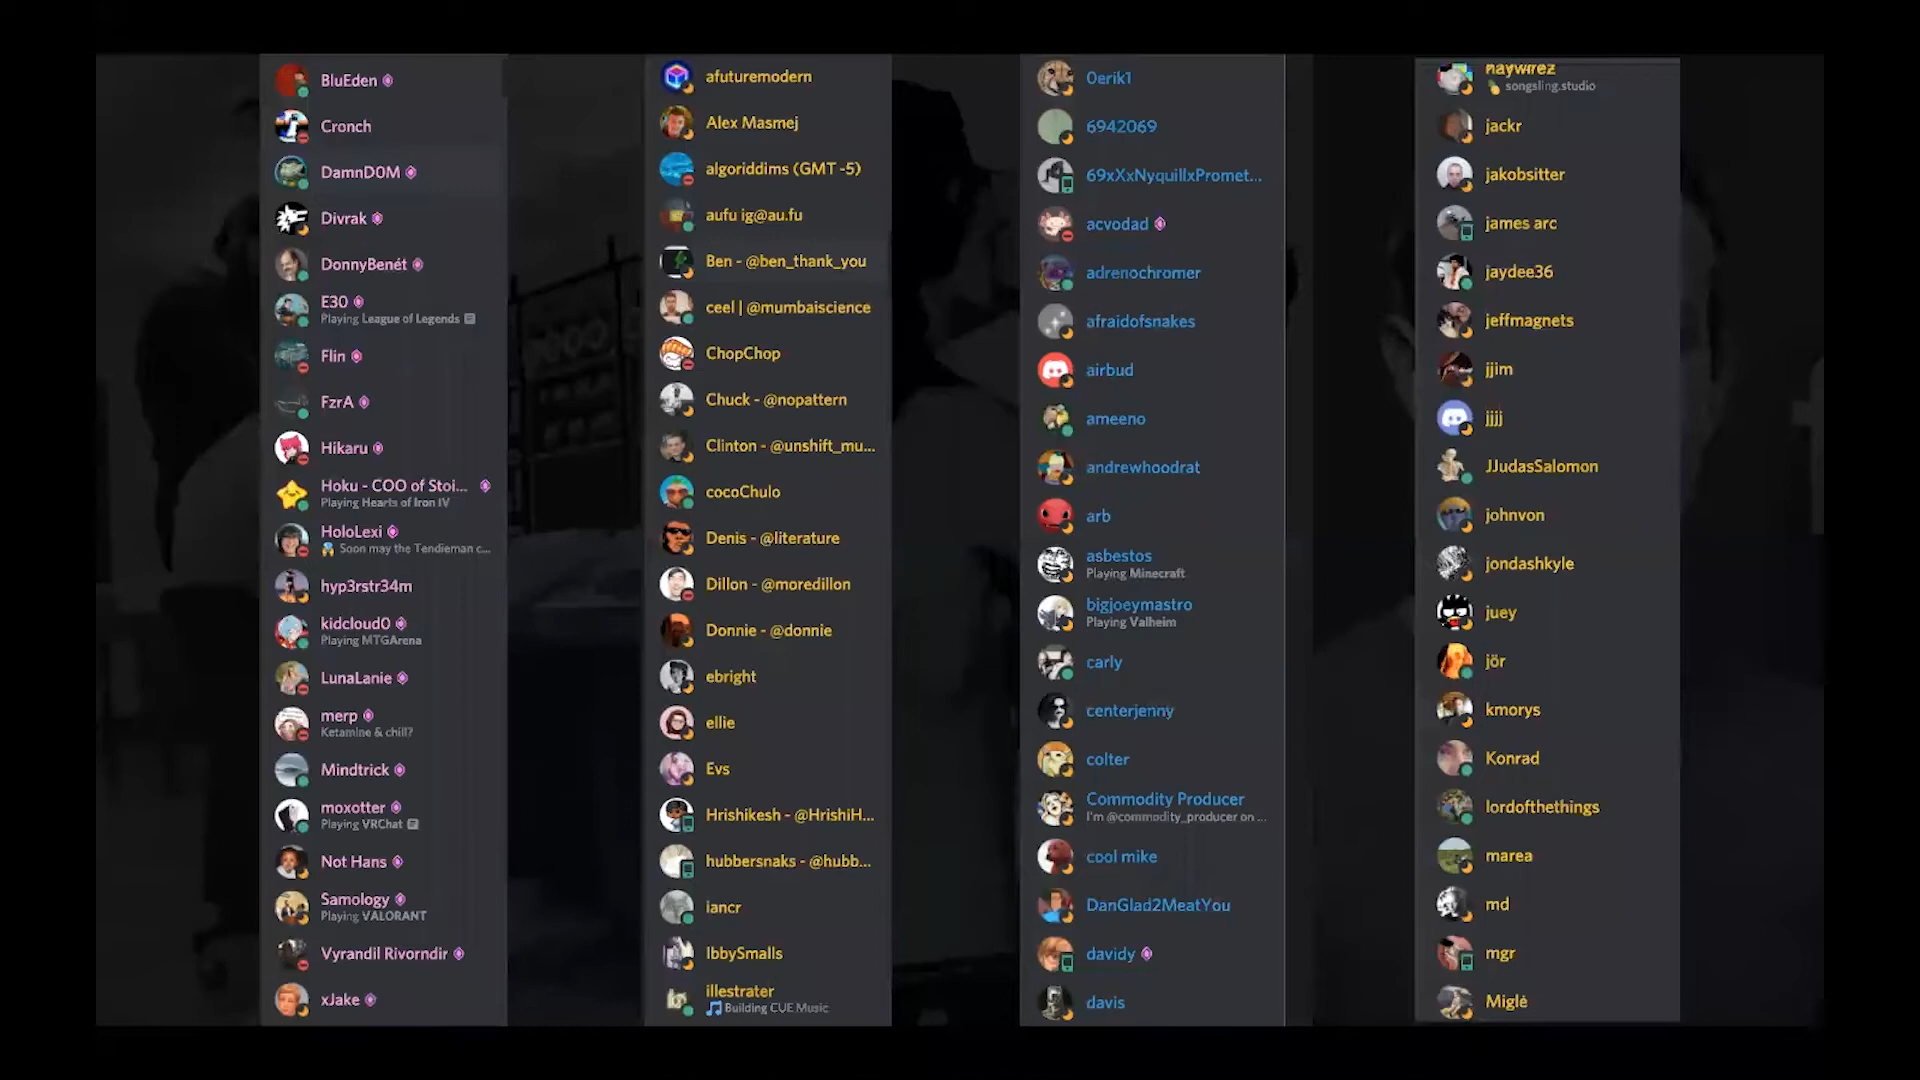 BluEden
Cronch
DamnD0M
Divrak
DonnyBenét
E30
Playing League of Legends
Flin
FzrA
Hikaru
Hoku - COO of Stoi...
Playing Hearts of Iron IV
HoloLexi
Soon may the Tendieman c...
hyp3rstr34m
kidcloud0
Playing MTGArena
LunaLanie
merp
Ketamine & chill?
Mindtrick
moxotter
Playing VRChat
Not Hans
Samology
Playing VALORANT
Vyrandil Rivorndir
xJake
afuturemodern
Alex Masmej
algoriddims (GMT -5)
aufu ig@au.fu
Ben - @ben_thank_you
ceel | @mumbaiscience
ChopChop
Chuck - @nopattern
Clinton - @unshift_mu...
cocoChulo
Denis - @literature
Dillon - @moredillon
Donnie - @donnie
ebright
ellie
Evs
Hrishikesh - @HrishiH...
hubbersnaks - @hubb...
iancr
IbbySmalls
illestrater
Building CUE Music
0erik1
6942069
69xXxNyquillxPromet...
acvodad
adrenochromer
afraidofsnakes
airbud
ameeno
andrewhoodrat
arb
asbestos
Playing Minecraft
bigjoeymastro
Playing Valheim
carly
centerjenny
colter
Commodity Producer
I'm @commodity_producer on ...
cool mike
DanGlad2MeatYou
davidy
davis
haywirez
songsling.studio
jackr
jakobsitter
james arc
jaydee36
jeffmagnets
jjim
jjjj
JJudasSalomon
johnvon
jondashkyle
juey
jör
kmorys
Konrad
lordofthethings
marea
md
mgr
Miglė